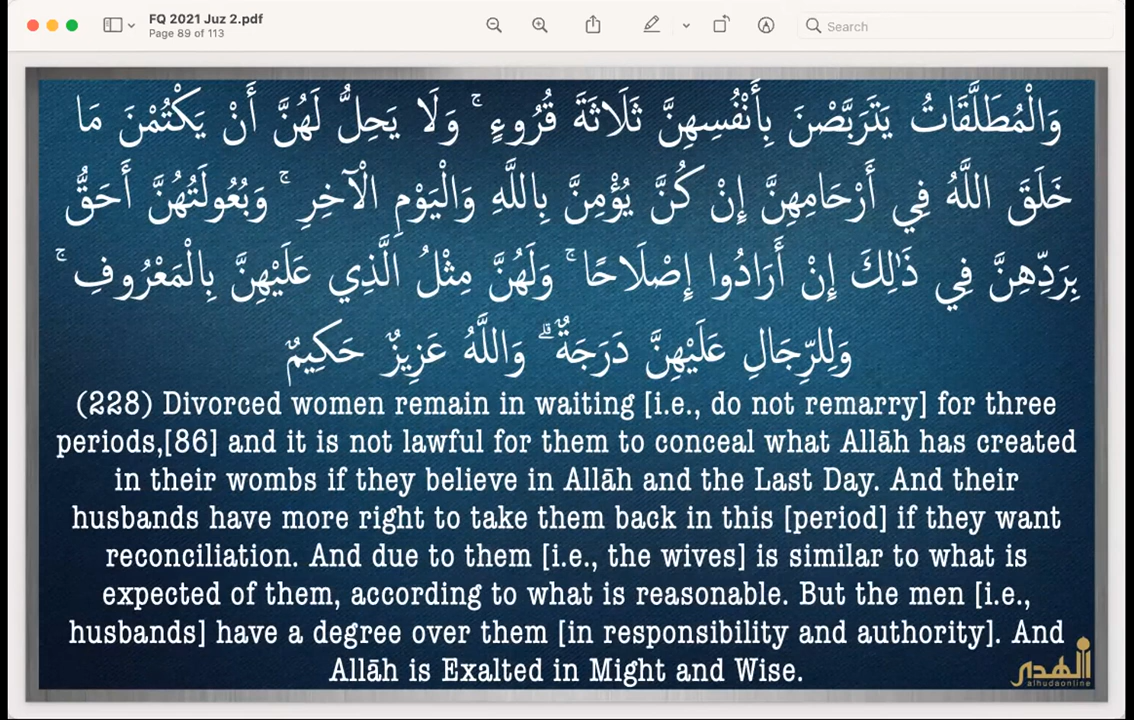 FQ 2021 Juz 2.pdf
Page 89 of 113
Search
وَالْمُطَلَّقَاتُ يَتَرَبَّصْنَ بِأَنْفُسِهِنَّ ثَلَاثَةَ قُرُوءٍ ۚ وَلَا يَحِلُّ لَهُنَّ أَنْ يَكْتُمْنَ مَا
خَلَقَ اللَّهُ فِي أَرْحَامِهِنَّ إِنْ كُنَّ يُؤْمِنَّ بِاللَّهِ وَالْيَوْمِ الْآخِرِ ۚ وَبُعُولَتُهُنَّ أَحَقُّ
بِرَدِّهِنَّ فِي ذَٰلِكَ إِنْ أَرَادُوا إِصْلَاحًا ۚ وَلَهُنَّ مِثْلُ الَّذِي عَلَيْهِنَّ بِالْمَعْرُوفِ ۚ
وَلِلرِّجَالِ عَلَيْهِنَّ دَرَجَةٌ ۗ وَاللَّهُ عَزِيزٌ حَكِيمٌ
(228) Divorced women remain in waiting [i.e., do not remarry] for three
periods,[86] and it is not lawful for them to conceal what Allāh has created
in their wombs if they believe in Allāh and the Last Day. And their
husbands have more right to take them back in this [period] if they want
reconciliation. And due to them [i.e., the wives] is similar to what is
expected of them, according to what is reasonable. But the men [i.e.,
husbands] have a degree over them [in responsibility and authority]. And
Allāh is Exalted in Might and Wise.
الهدى
alhudaonline